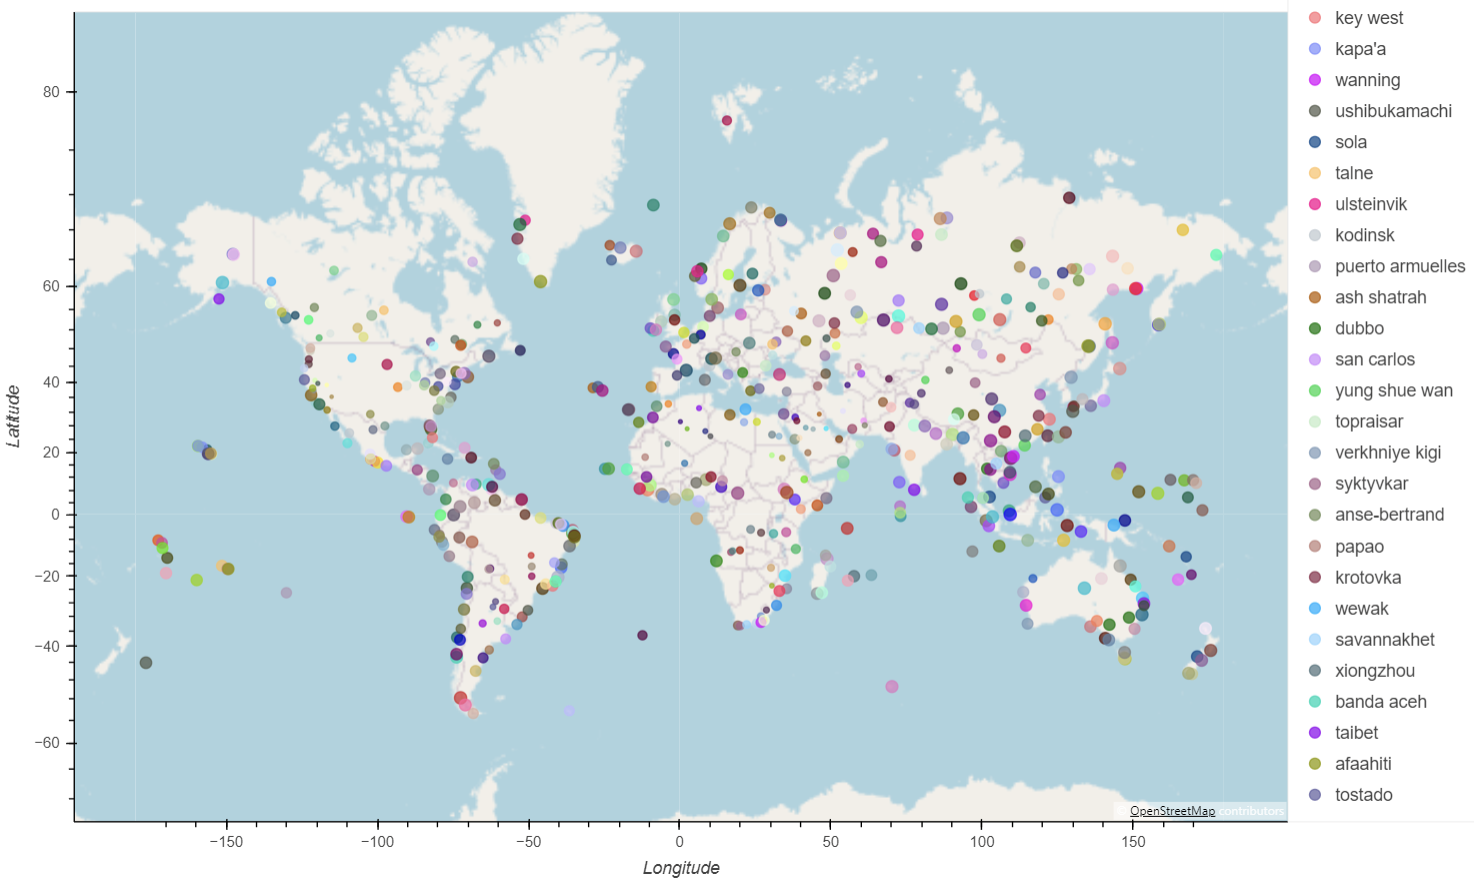 80
60
40
20
0
−20
−40
−60
Latitude
−150
−100
−50
0
50
100
150
Longitude
OpenStreetMap contributors
key west
kapa'a
wanning
ushibukamachi
sola
talne
ulsteinvik
kodinsk
puerto armuelles
ash shatrah
dubbo
san carlos
yung shue wan
topraisar
verkhniye kigi
syktyvkar
anse-bertrand
papao
krotovka
wewak
savannakhet
xiongzhou
banda aceh
taibet
afaahiti
tostado